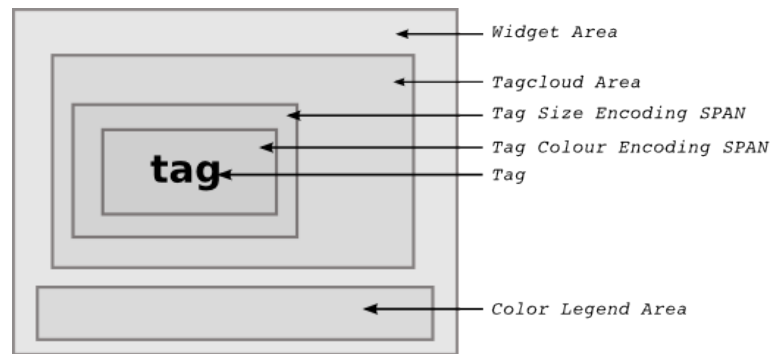 Widget Area
Tagcloud Area
Tag Size Encoding SPAN
Tag Colour Encoding SPAN
tag
Tag
Color Legend Area